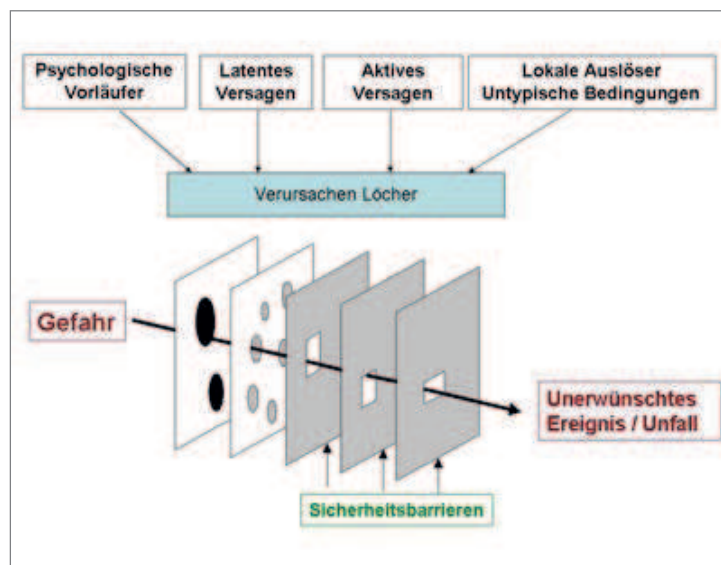 Psychologische
Vorläufer
Latentes
Versagen
Aktives
Versagen
Lokale Auslöser
Untypische Bedingungen
Verursachen Löcher
Gefahr
Unerwünschtes
Ereignis / Unfall
Sicherheitsbarrieren